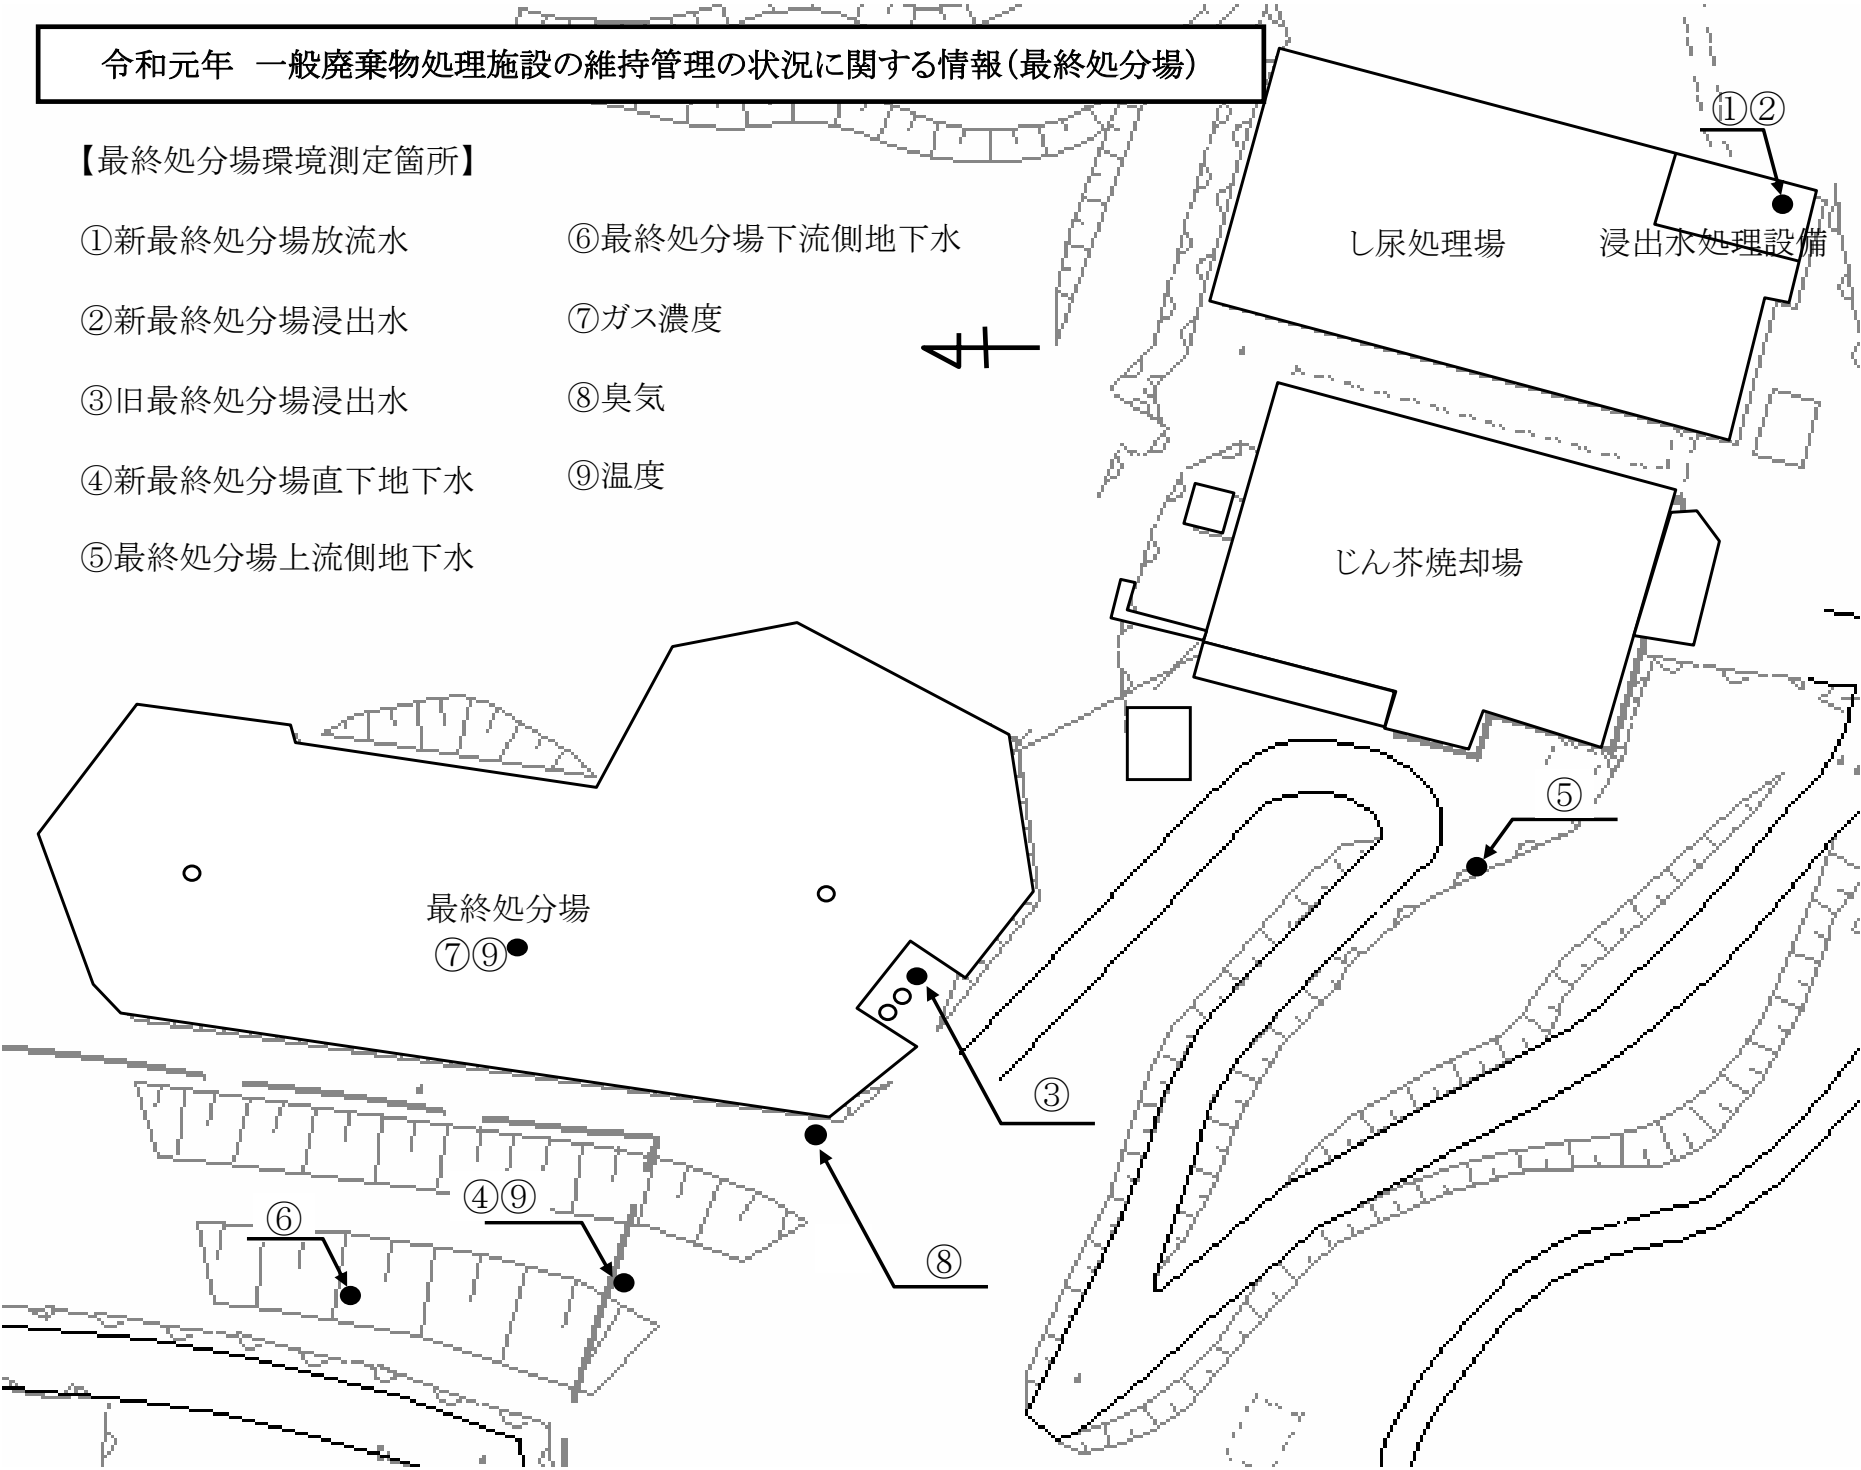 令和元年　一般廃棄物処理施設の維持管理の状況に関する情報（最終処分場）
【最終処分場環境測定箇所】
①新最終処分場放流水
②新最終処分場浸出水
③旧最終処分場浸出水
④新最終処分場直下地下水
⑤最終処分場上流側地下水
⑥最終処分場下流側地下水
⑦ガス濃度
⑧臭気
⑨温度
①②
し尿処理場
浸出水処理設備
じん芥焼却場
⑤
最終処分場
⑦⑨
③
④⑨
⑥
⑧